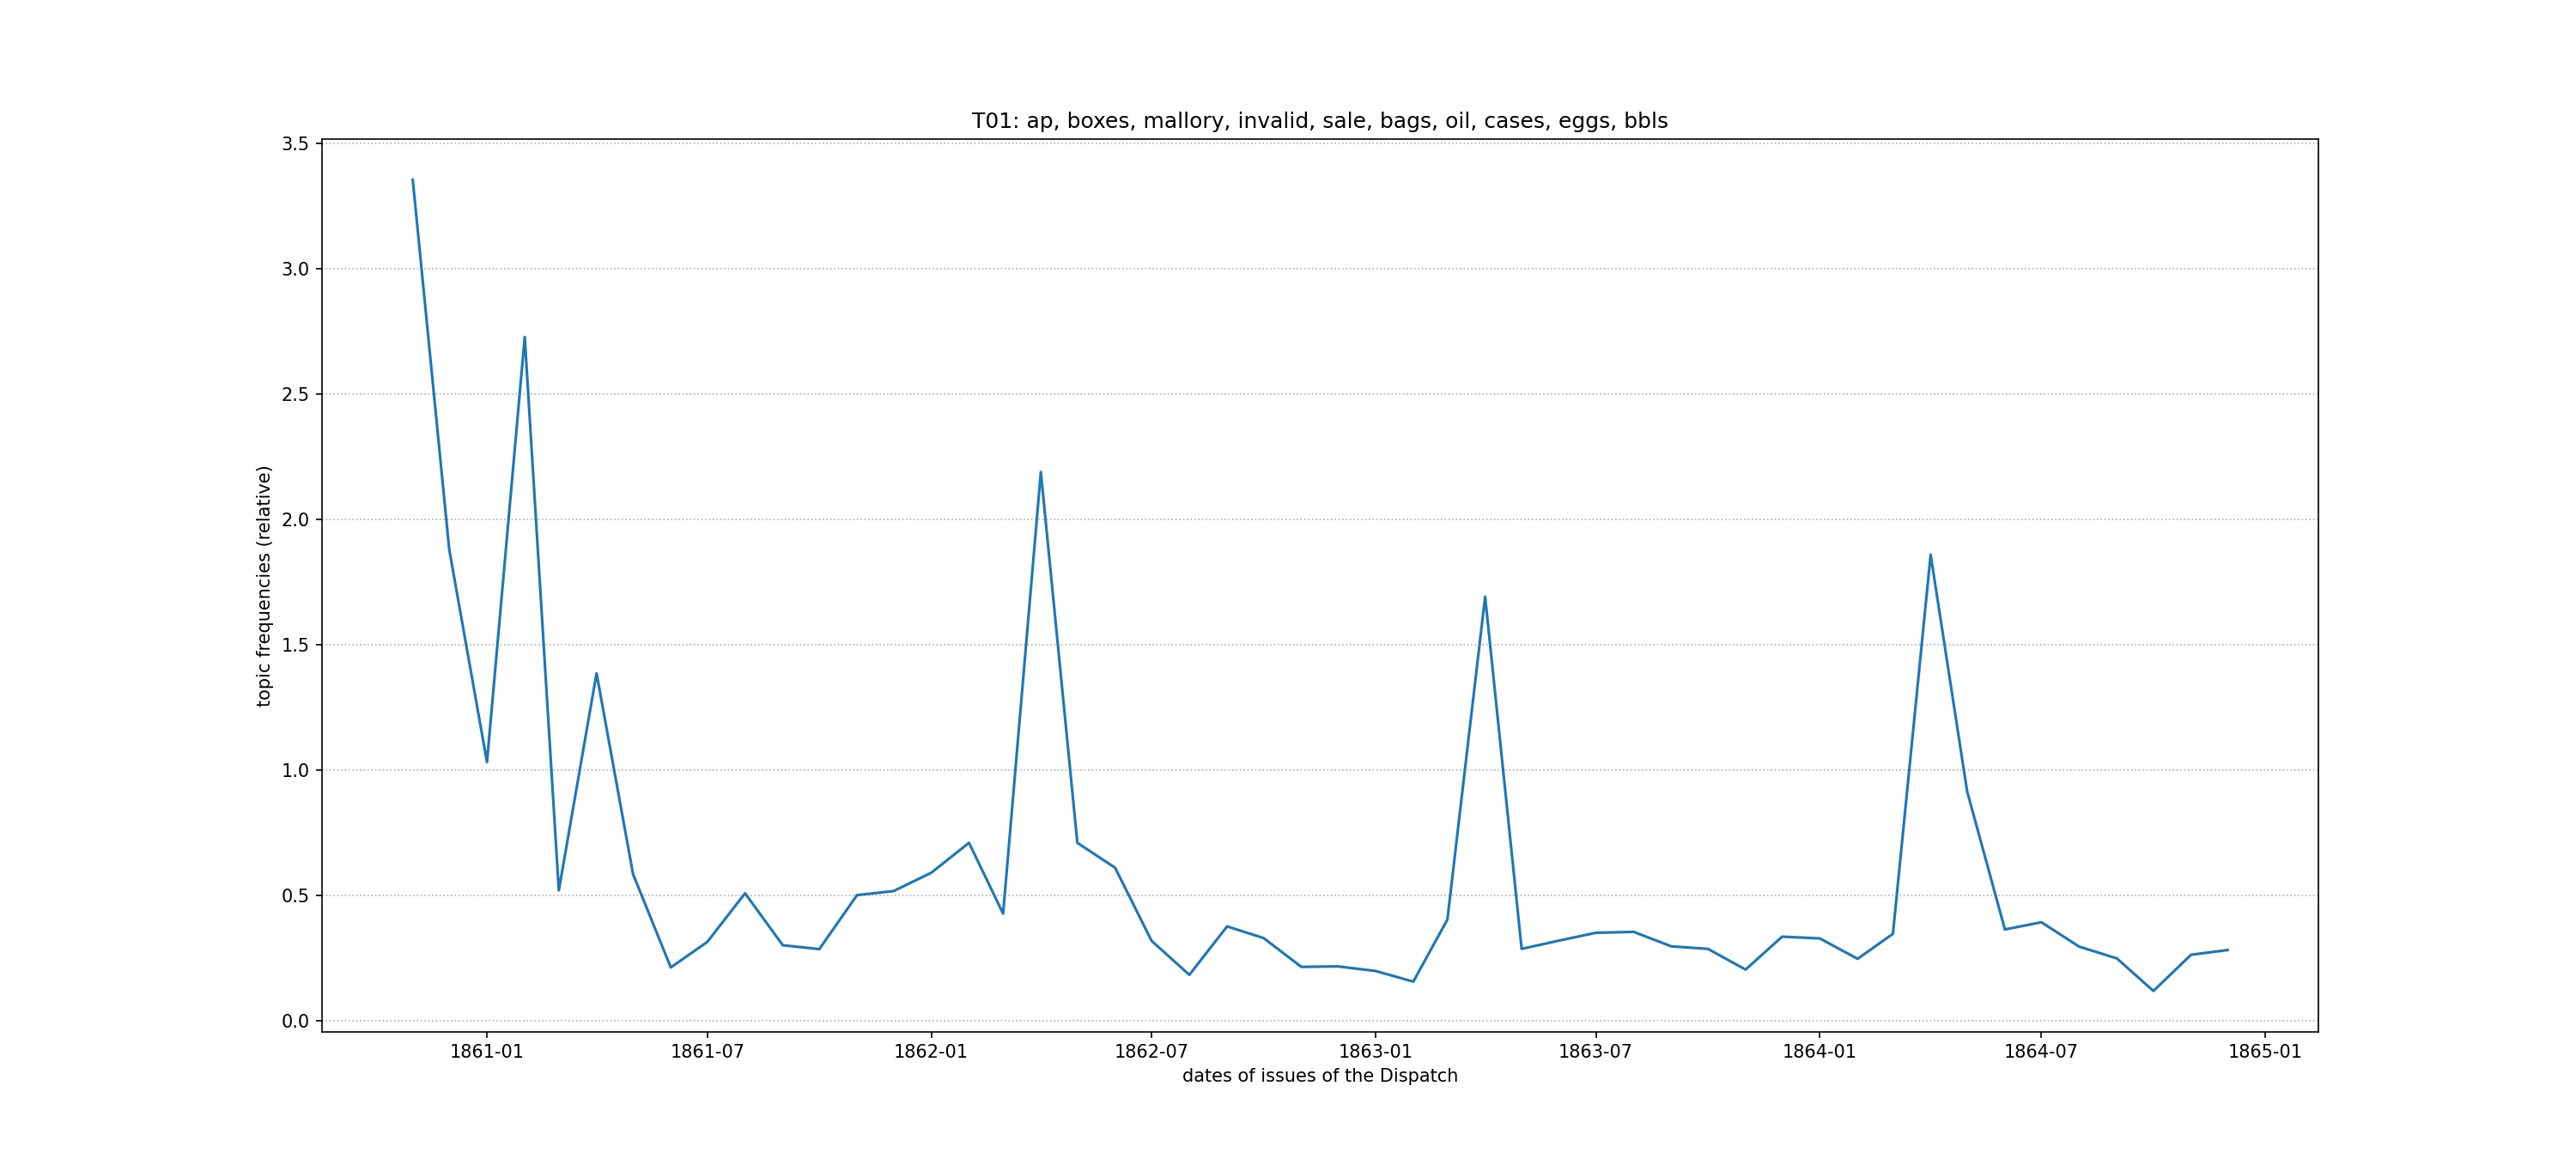 T01: ap, boxes, mallory, invalid, sale, bags, oil, cases, eggs, bbls
3.5
3.0
2.5
2.0
1.5
1.0
0.5
0.0
topic frequencies (relative)
1861-01 1861-07 1862-01 1862-07 1863-01 1863-07 1864-01 1864-07 1865-01
dates of issues of the Dispatch